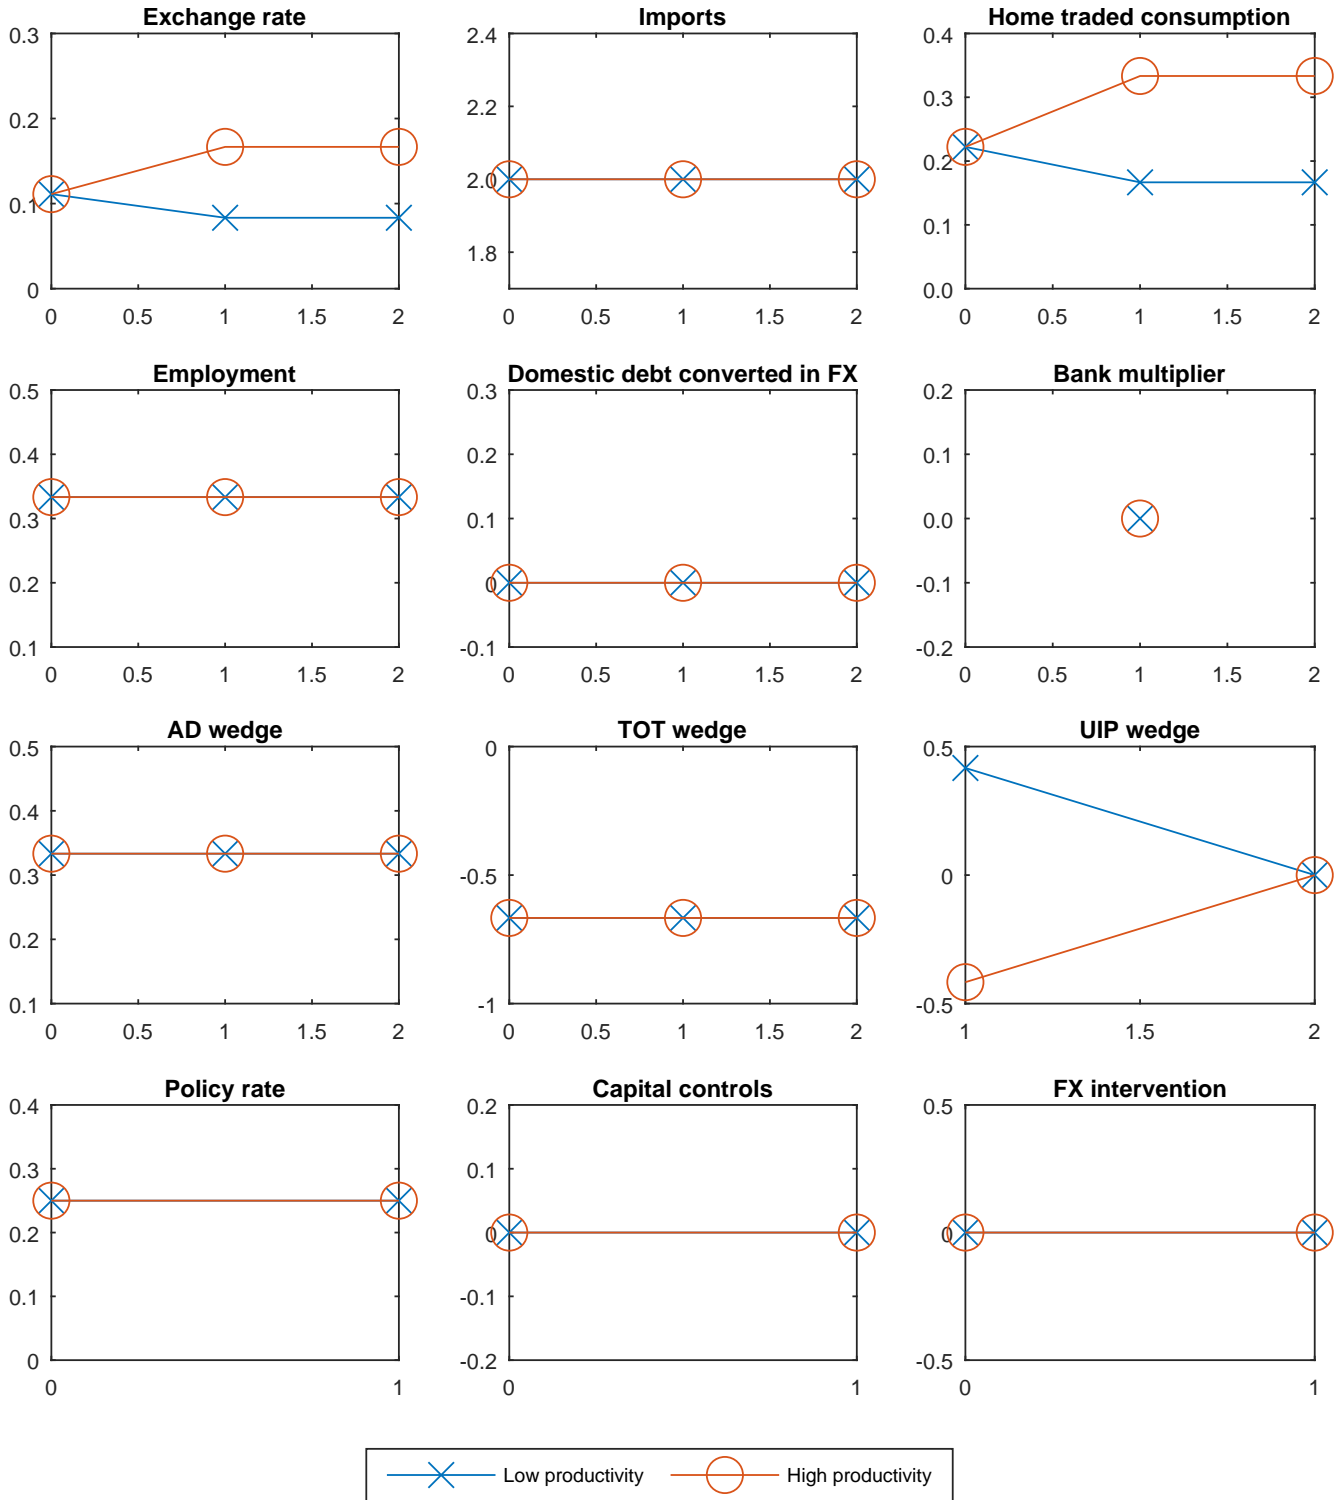 Exchange rate
0.3
0.2
0.1
0
0 0.5 1 1.5 2
Imports
2.4
2.2
2.0
1.8
0 0.5 1 1.5 2
Home traded consumption
0.4
0.3
0.2
0.1
0.0
0 0.5 1 1.5 2
Employment
0.5
0.4
0.3
0.2
0.1
0 0.5 1 1.5 2
Domestic debt converted in FX
0.3
0.2
0.1
0
-0.1
0 0.5 1 1.5 2
Bank multiplier
0.2
0.1
0.0
-0.1
-0.2
0 0.5 1 1.5 2
AD wedge
0.5
0.4
0.3
0.2
0.1
0 0.5 1 1.5 2
TOT wedge
0
-0.5
-1
0 0.5 1 1.5 2
UIP wedge
0.5
0
-0.5
1 1.5 2
Policy rate
0.4
0.3
0.2
0.1
0
0 1
Capital controls
0.2
0.1
0
-0.1
-0.2
0 1
FX intervention
0.5
0
-0.5
0 1
Low productivity High productivity